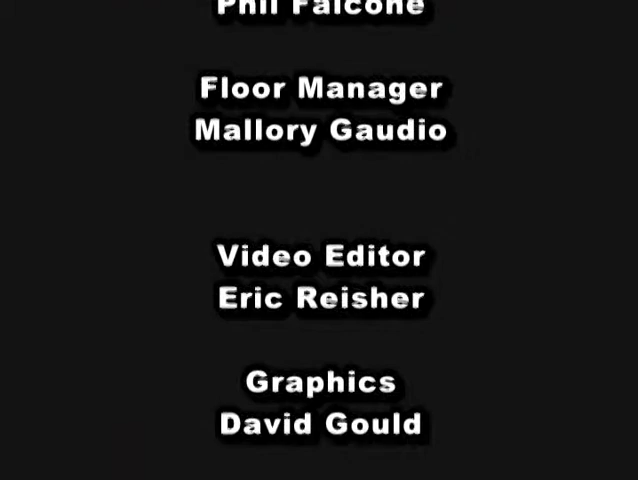 Phil Falcone
Floor Manager
Mallory Gaudio
Video Editor
Eric Reisher
Graphics
David Gould